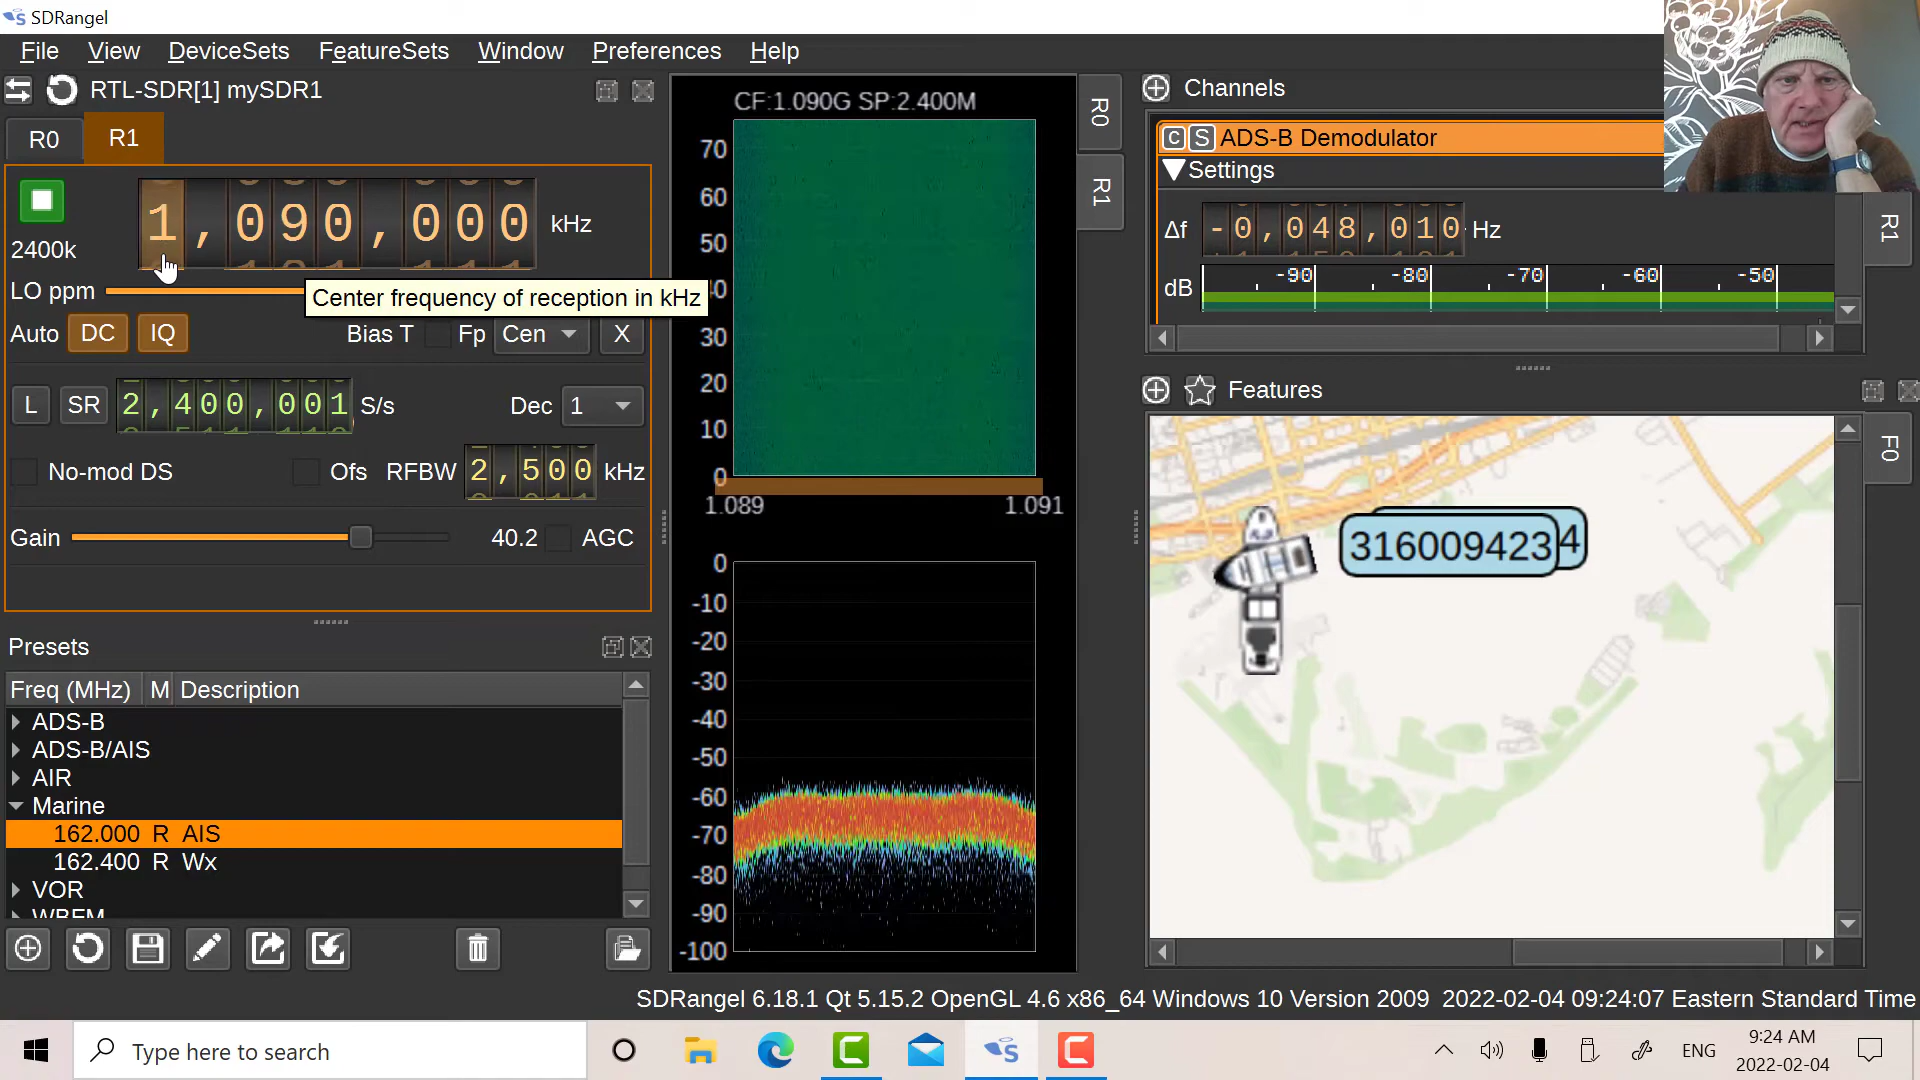 SDRangel
File View DeviceSets FeatureSets Window Preferences Help
RTL-SDR[1] mySDR1
R0 R1
1,090,000 kHz
2400k
LO ppm
Center frequency of reception in kHz
Auto DC IQ Bias T Fp Cen X
L SR 2,400,001 S/s Dec 1
No-mod DS Ofs RFBW 2,500 kHz
Gain 40.2 AGC
Presets
Freq (MHz) M Description
ADS-B
ADS-B/AIS
AIR
Marine
162.000 R AIS
162.400 R Wx
VOR
WBFM
CF:1.090G SP:2.400M
70
60
50
40
30
20
10
0
1.089 1.091
0
-10
-20
-30
-40
-50
-60
-70
-80
-90
-100
R0
R1
Channels
C S ADS-B Demodulator
Settings
Δf -0,048,010 Hz
dB -90 -80 -70 -60 -50
R1
Features
316009423 4
F0
SDRangel 6.18.1 Qt 5.15.2 OpenGL 4.6 x86_64 Windows 10 Version 2009 2022-02-04 09:24:07 Eastern Standard Time
Type here to search
ENG
9:24 AM
2022-02-04